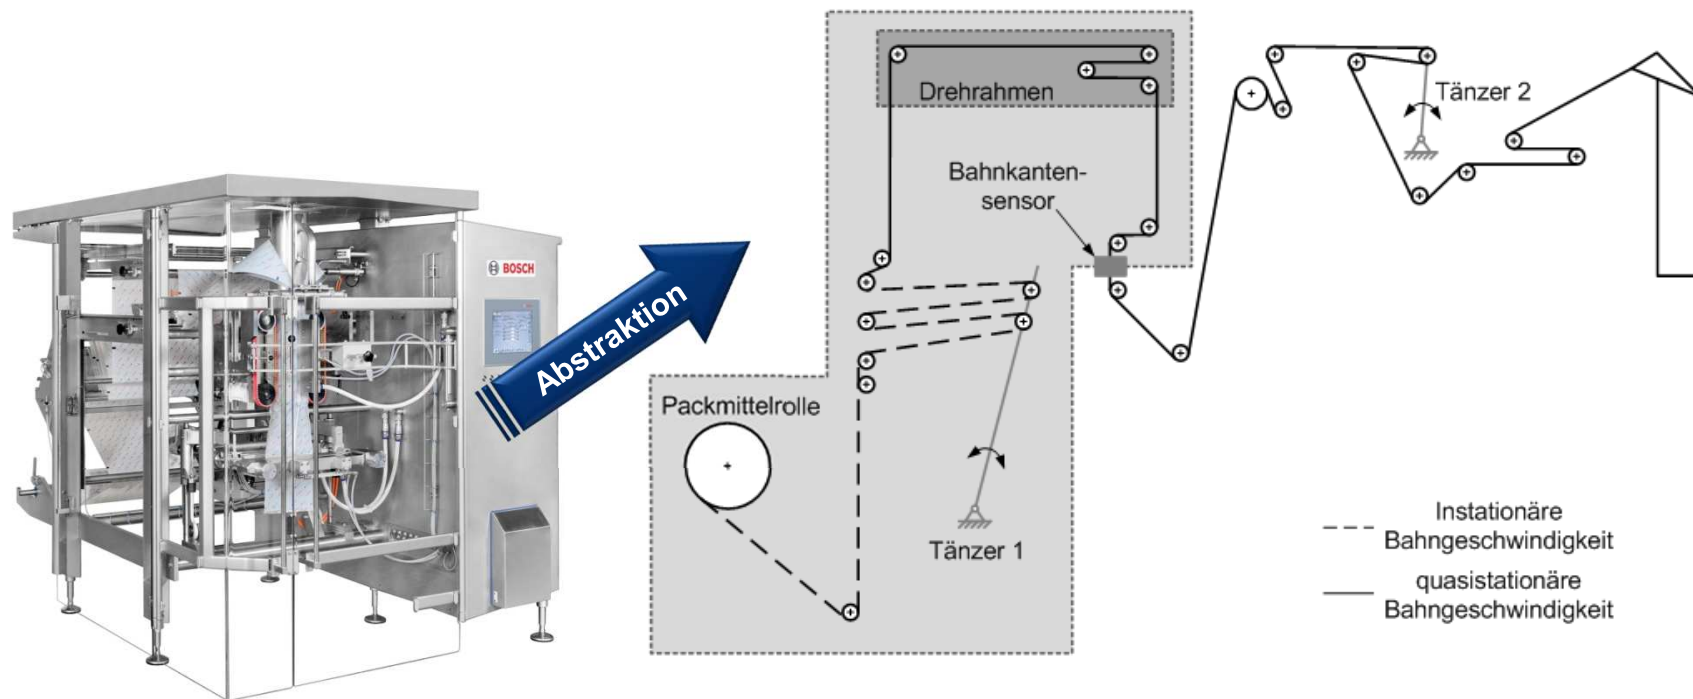 BOSCH
Abstraktion
Drehrahmen
Tänzer 2
Bahnkanten-
sensor
Packmittelrolle
Tänzer 1
Instationäre
Bahngeschwindigkeit
quasistationäre
Bahngeschwindigkeit